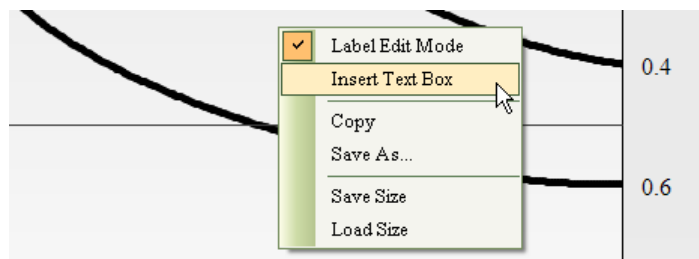 Label Edit Mode
Insert Text Box
Copy
Save As...
Save Size
Load Size
0.4
0.6